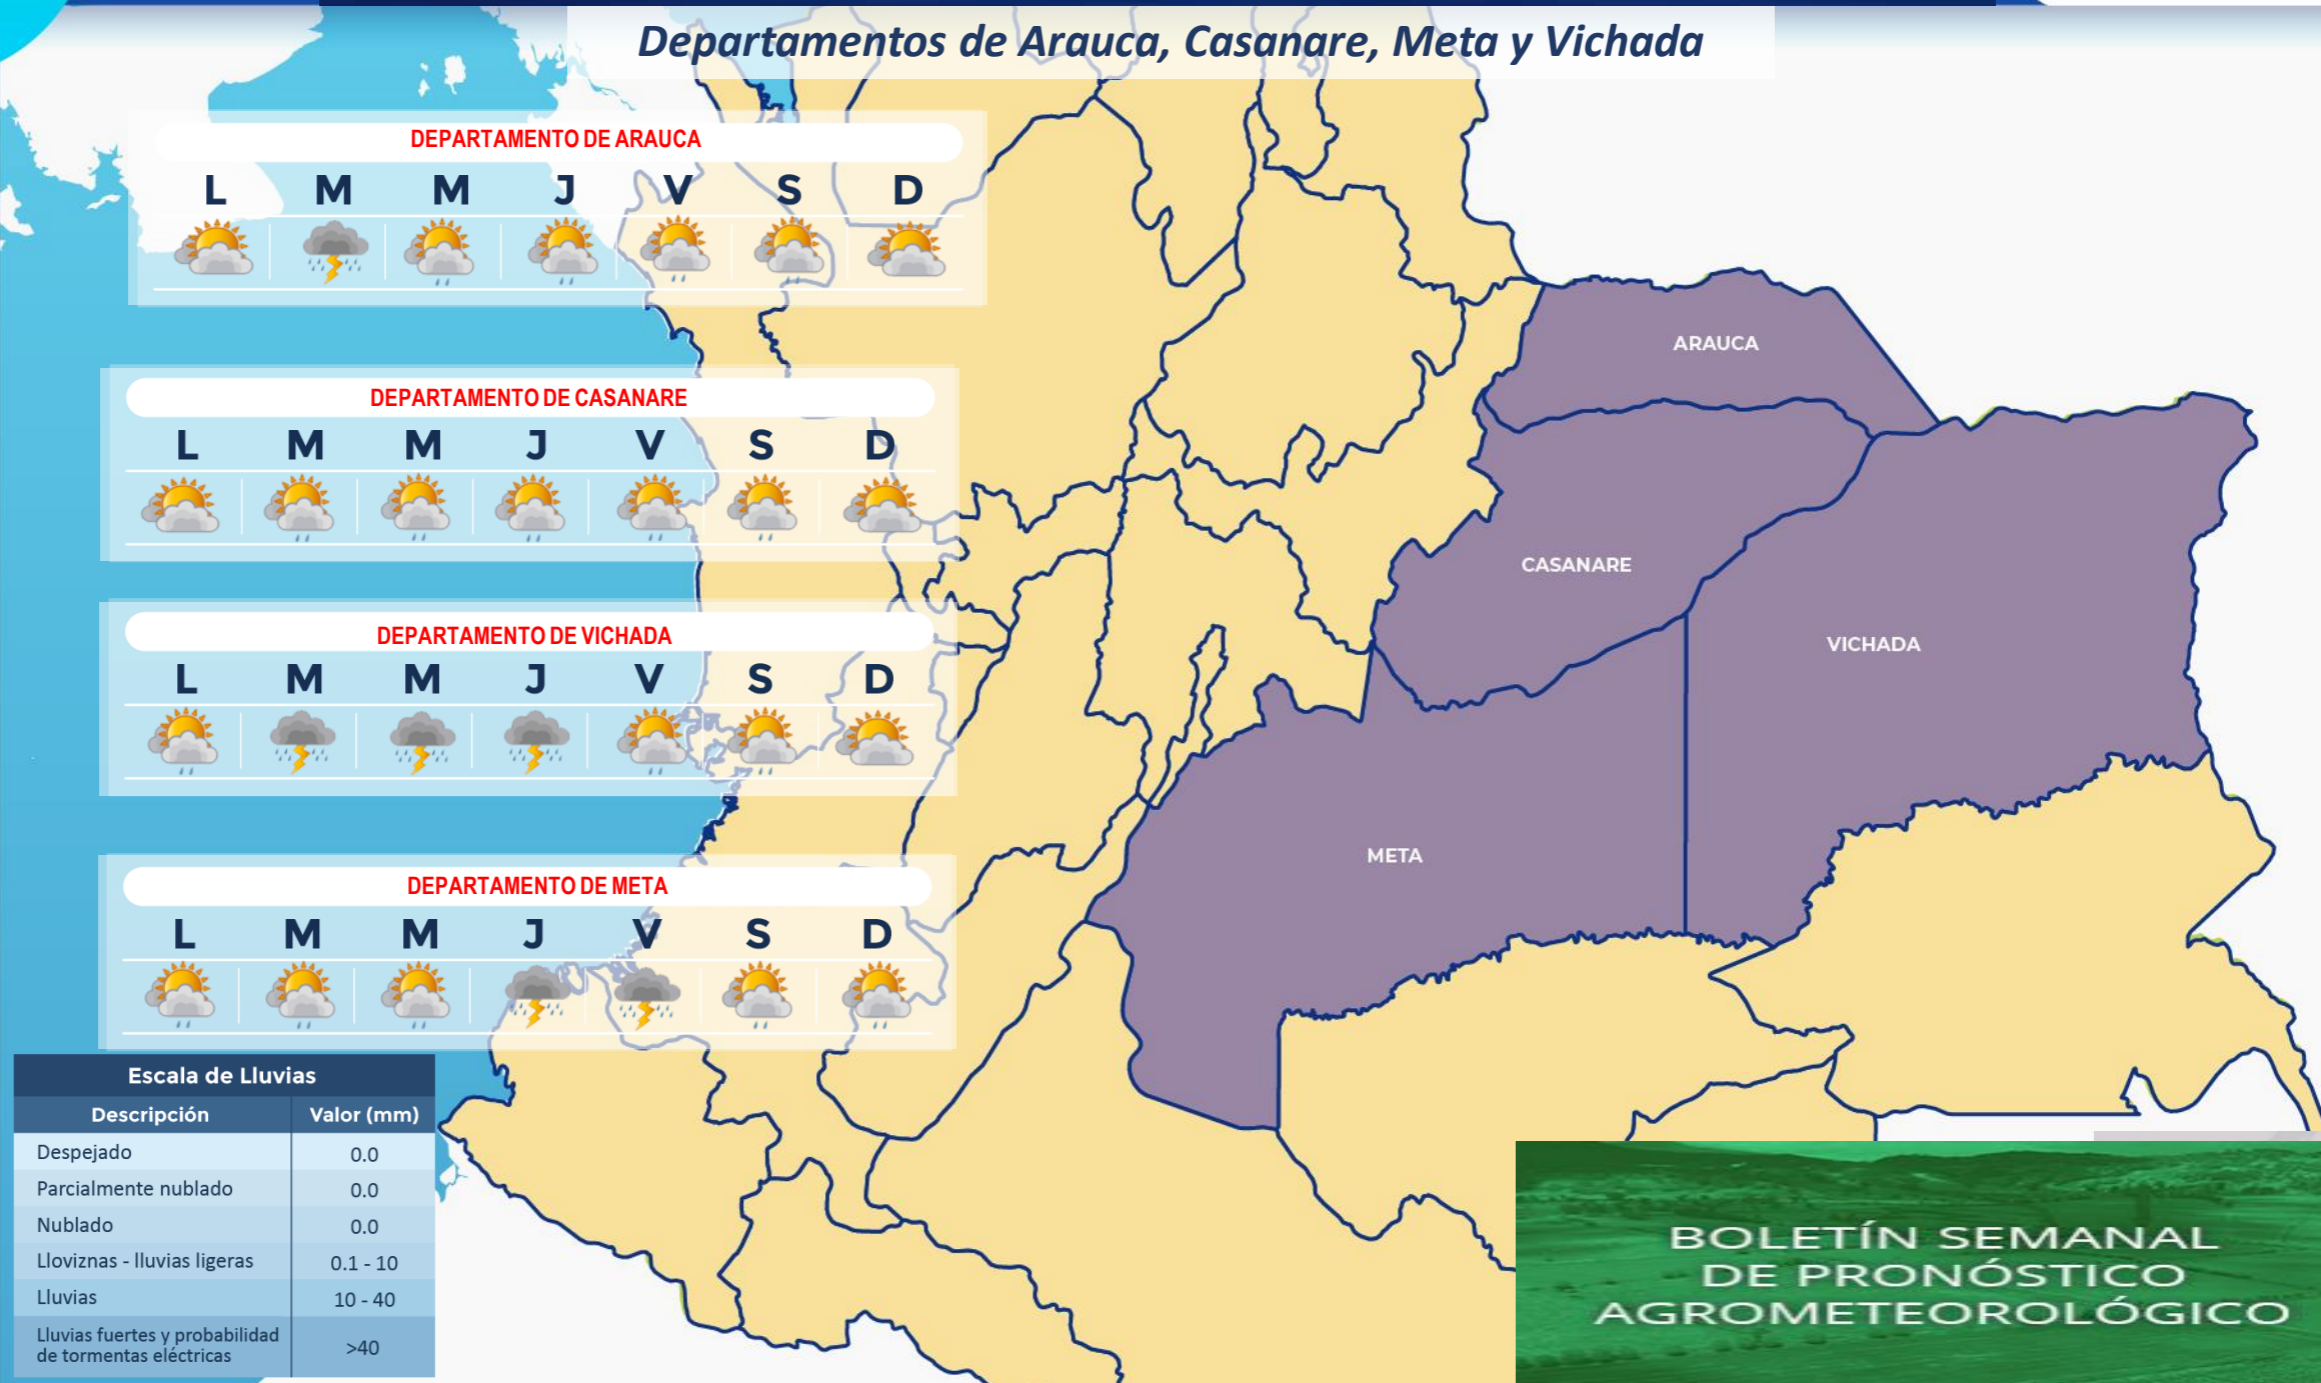 Departamentos de Arauca, Casanare, Meta y Vichada
DEPARTAMENTO DE ARAUCA
L M M J V S D
DEPARTAMENTO DE CASANARE
L M M J V S D
DEPARTAMENTO DE VICHADA
L M M J V S D
DEPARTAMENTO DE META
L M M J V S D
ARAUCA
CASANARE
VICHADA
META
Escala de Lluvias
Descripción Valor (mm)
Despejado 0.0
Parcialmente nublado 0.0
Nublado 0.0
Lloviznas - lluvias ligeras 0.1 - 10
Lluvias 10 - 40
Lluvias fuertes y probabilidad
de tormentas eléctricas >40
BOLETÍN SEMANAL
DE PRONÓSTICO
AGROMETEOROLÓGICO